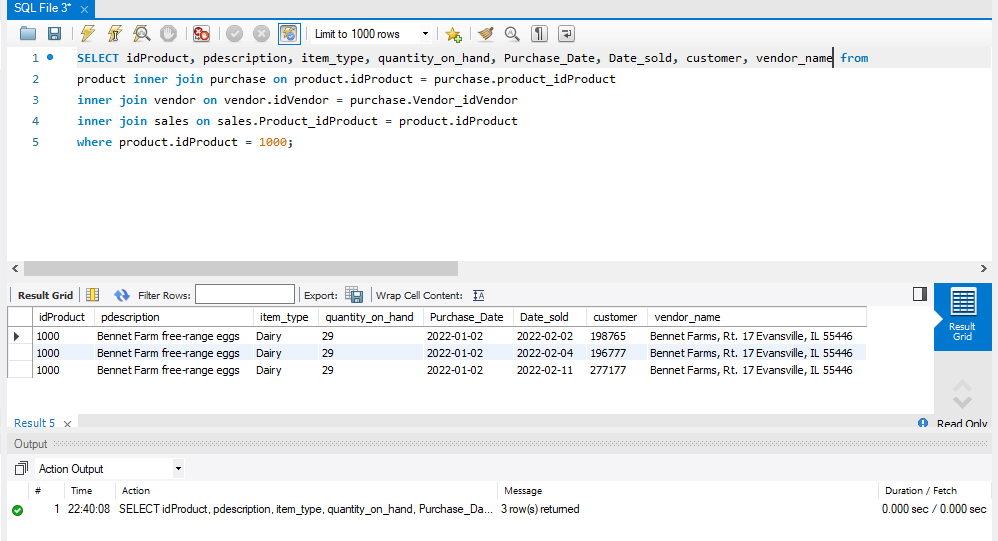 SQL File 3*
Limit to 1000 rows
1 SELECT idProduct, pdescription, item_type, quantity_on_hand, Purchase_Date, Date_sold, customer, vendor_name from
2 product inner join purchase on product.idProduct = purchase.product_idProduct
3 inner join vendor on vendor.idVendor = purchase.Vendor_idVendor
4 inner join sales on sales.Product_idProduct = product.idProduct
5 where product.idProduct = 1000;
Result Grid Filter Rows: Export: Wrap Cell Content: IA
idProduct pdescription item_type quantity_on_hand Purchase_Date Date_sold customer vendor_name
1000 Bennet Farm free-range eggs Dairy 29 2022-01-02 2022-02-02 198765 Bennet Farms, Rt. 17 Evansville, IL 55446
1000 Bennet Farm free-range eggs Dairy 29 2022-01-02 2022-02-04 196777 Bennet Farms, Rt. 17 Evansville, IL 55446
1000 Bennet Farm free-range eggs Dairy 29 2022-01-02 2022-02-11 277177 Bennet Farms, Rt. 17 Evansville, IL 55446
Result
Grid
Result 5
Read Only
Output
Action Output
# Time Action Message Duration / Fetch
1 22:40:08 SELECT idProduct, pdescription, item_type, quantity_on_hand, Purchase_Da... 3 row(s) returned 0.000 sec / 0.000 sec